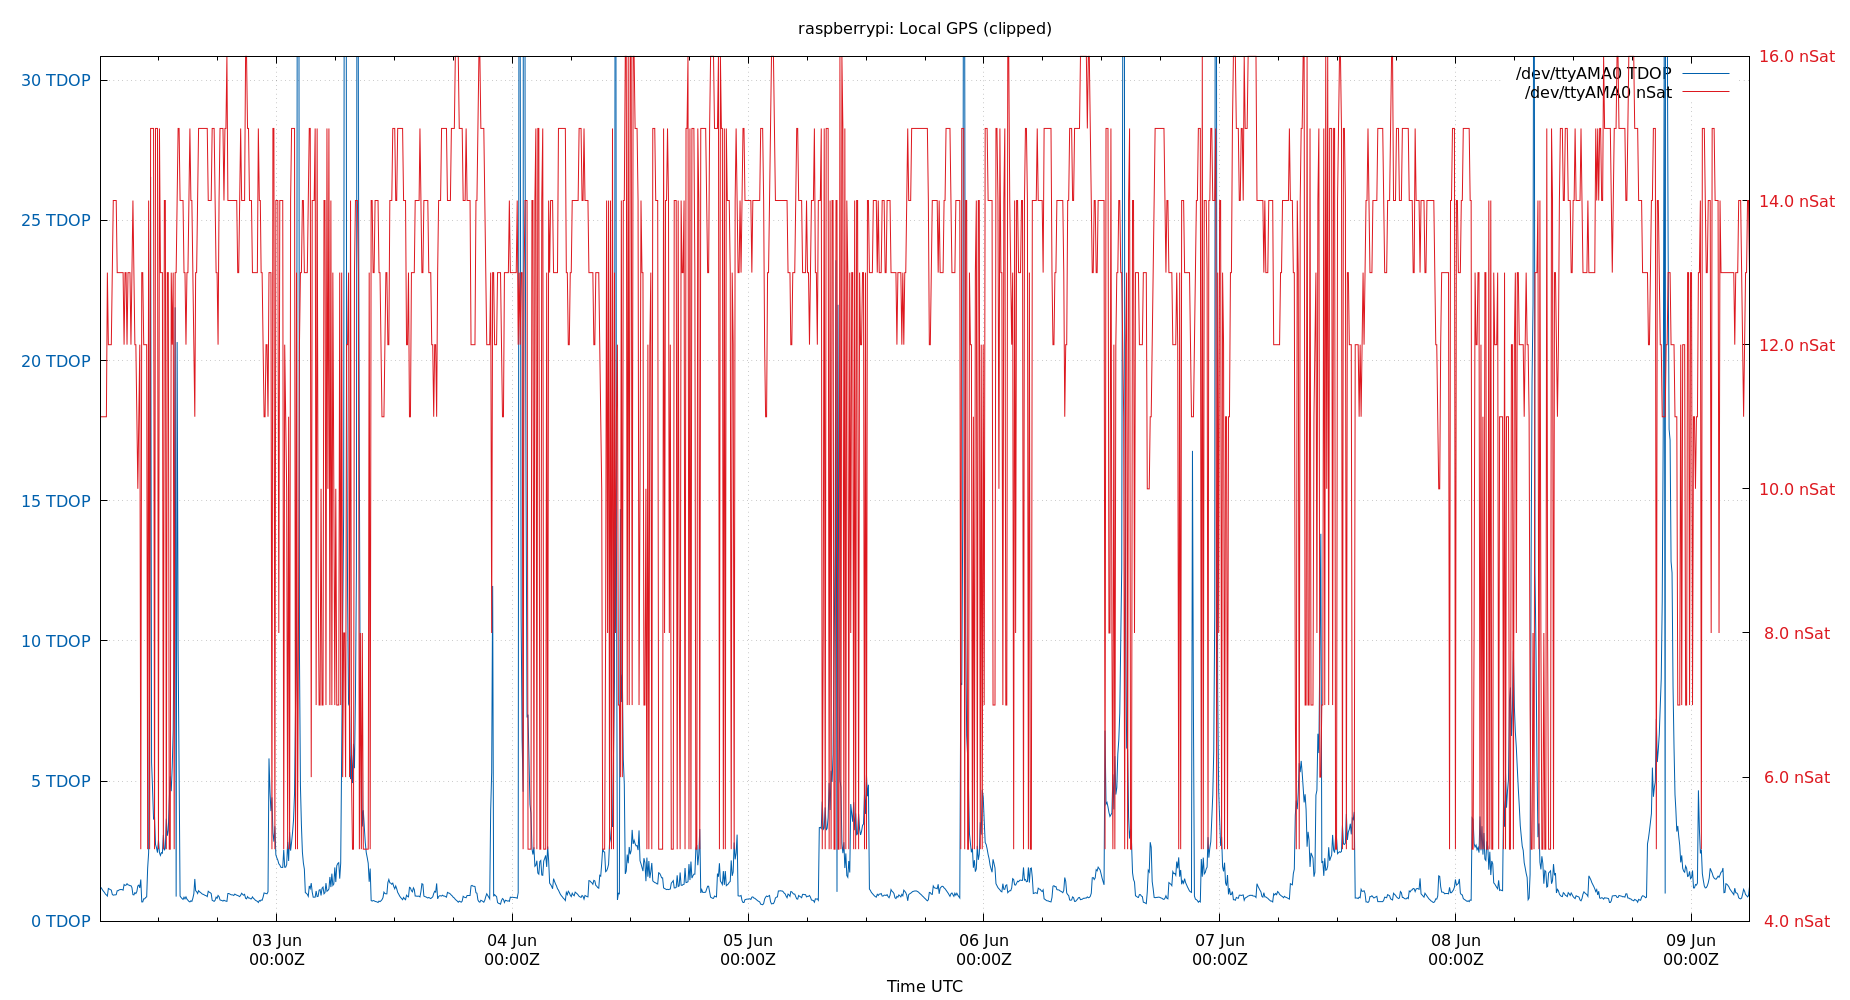 raspberrypi: Local GPS (clipped)
/dev/ttyAMA0 TDOP
/dev/ttyAMA0 nSat
30 TDOP
25 TDOP
20 TDOP
15 TDOP
10 TDOP
5 TDOP
0 TDOP
16.0 nSat
14.0 nSat
12.0 nSat
10.0 nSat
8.0 nSat
6.0 nSat
4.0 nSat
03 Jun
00:00Z
04 Jun
00:00Z
05 Jun
00:00Z
06 Jun
00:00Z
07 Jun
00:00Z
08 Jun
00:00Z
09 Jun
00:00Z
Time UTC